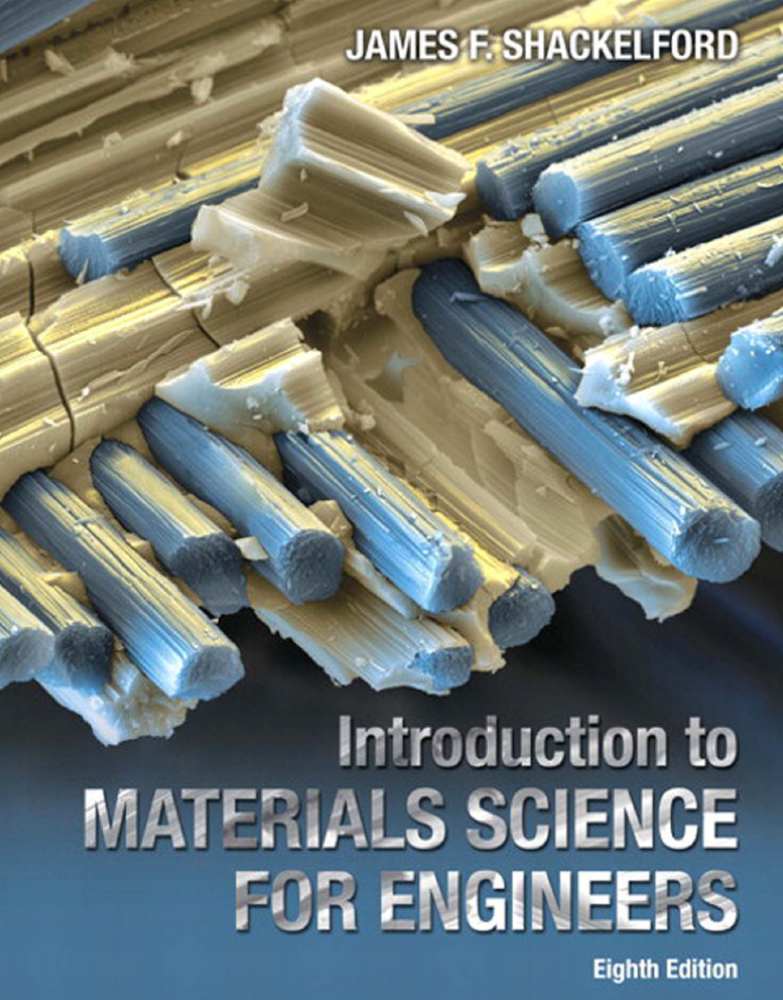 JAMES F. SHACKELFORD
Introduction to
MATERIALS SCIENCE
FOR ENGINEERS
Eighth Edition